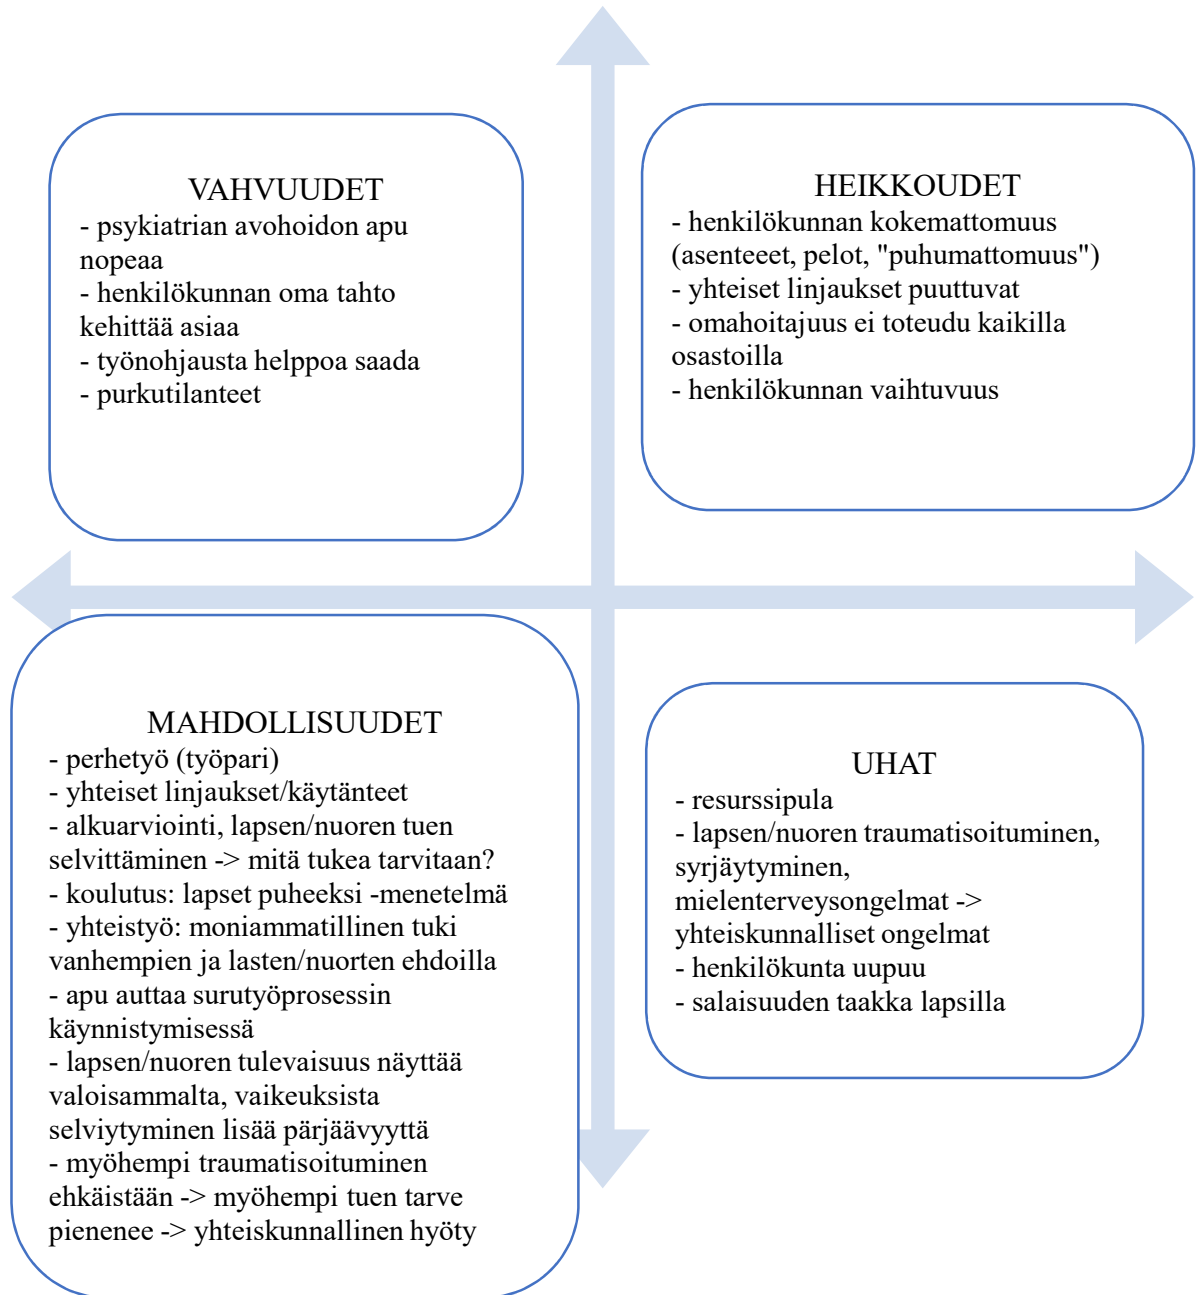 VAHVUUDET
- psykiatrian avohoidon apu
nopeaa
- henkilökunnan oma tahto
kehittää asiaa
- työnohjausta helppoa saada
- purkutilanteet
HEIKKOUDET
- henkilökunnan kokemattomuus
(asenteeet, pelot, "puhumattomuus")
- yhteiset linjaukset puuttuvat
- omahoitajuus ei toteudu kaikilla
osastoilla
- henkilökunnan vaihtuvuus
MAHDOLLISUUDET
- perhetyö (työpari)
- yhteiset linjaukset/käytänteet
- alkuarviointi, lapsen/nuoren tuen
selvittäminen -> mitä tukea tarvitaan?
- koulutus: lapset puheeksi -menetelmä
- yhteistyö: moniammatillinen tuki
vanhempien ja lasten/nuorten ehdoilla
- apu auttaa surutyöprosessin
käynnistymisessä
- lapsen/nuoren tulevaisuus näyttää
valoisammalta, vaikeuksista
selviytyminen lisää pärjäävyyttä
- myöhempi traumatisoituminen
ehkäistään -> myöhempi tuen tarve
pienenee -> yhteiskunnallinen hyöty
UHAT
- resurssipula
- lapsen/nuoren traumatisoituminen,
syrjäytyminen,
mielenterveysongelmat ->
yhteiskunnalliset ongelmat
- henkilökunta uupuu
- salaisuuden taakka lapsilla